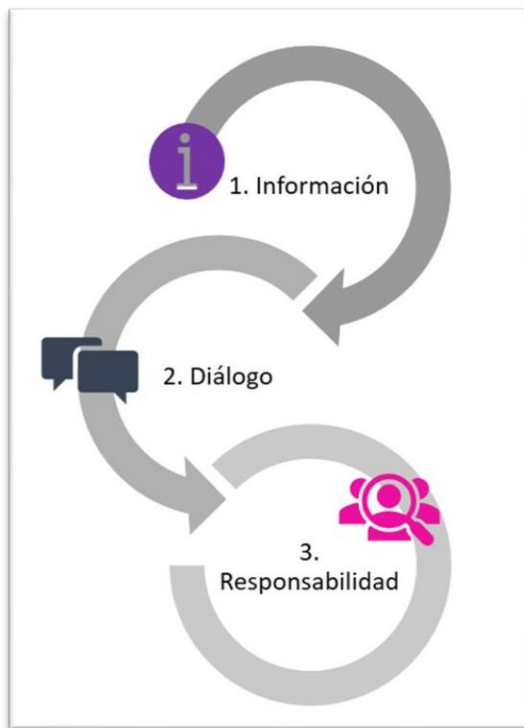 1. Información
2. Diálogo
3.
Responsabilidad